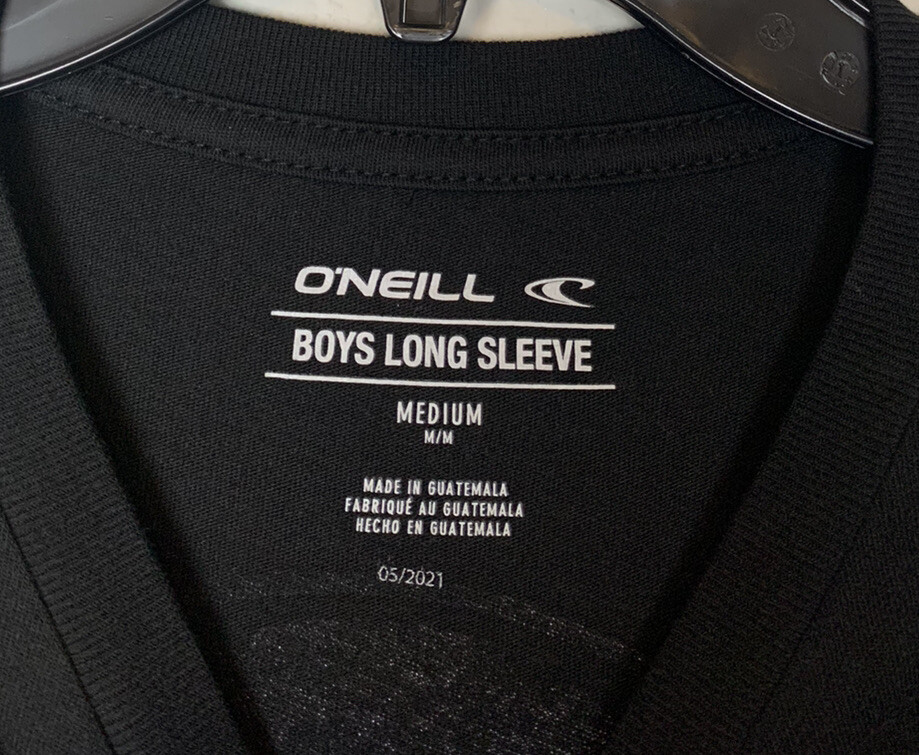 O'NEILL
BOYS LONG SLEEVE
MEDIUM
M/M
MADE IN GUATEMALA
FABRIQUÉ AU GUATEMALA
HECHO EN GUATEMALA
05/2021